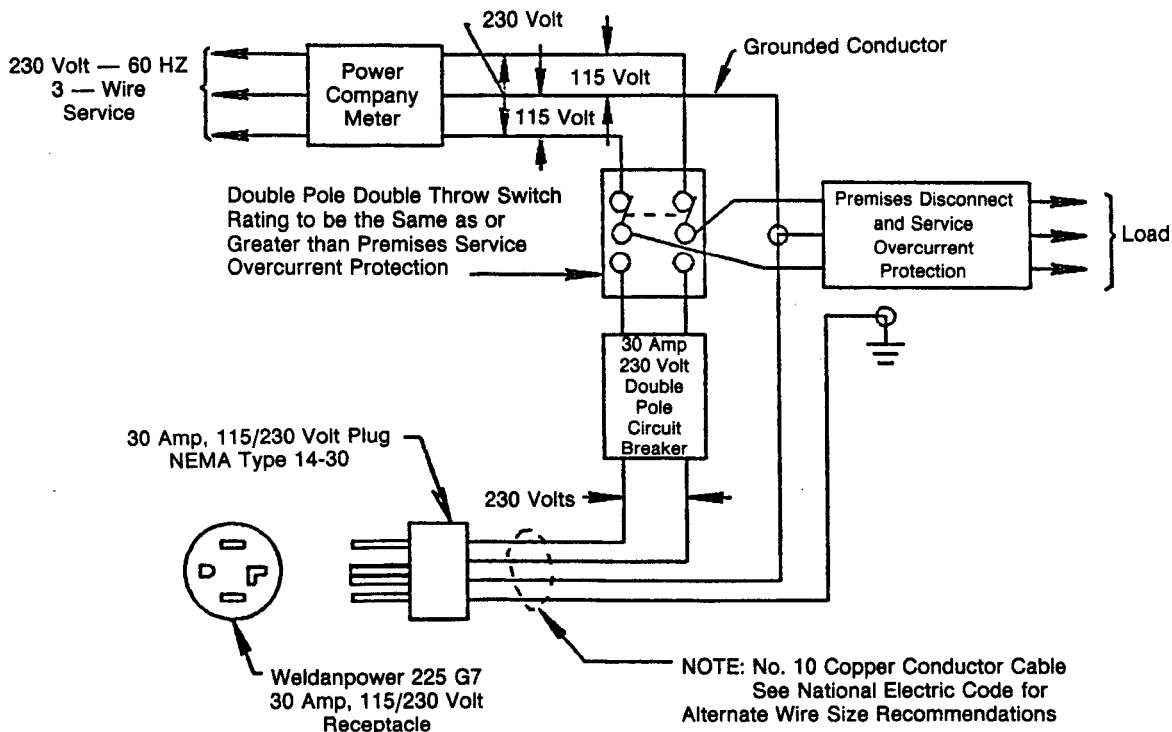 230 Volt
Grounded Conductor
230 Volt — 60 HZ
3 — Wire
Service
Power
Company
Meter
115 Volt
115 Volt
Double Pole Double Throw Switch
Rating to be the Same as or
Greater than Premises Service
Overcurrent Protection
Premises Disconnect
and Service
Overcurrent
Protection
Load
30 Amp
230 Volt
Double
Pole
Circuit
Breaker
30 Amp, 115/230 Volt Plug
NEMA Type 14-30
230 Volts
Weldanpower 225 G7
30 Amp, 115/230 Volt
Receptacle
NOTE: No. 10 Copper Conductor Cable
See National Electric Code for
Alternate Wire Size Recommendations